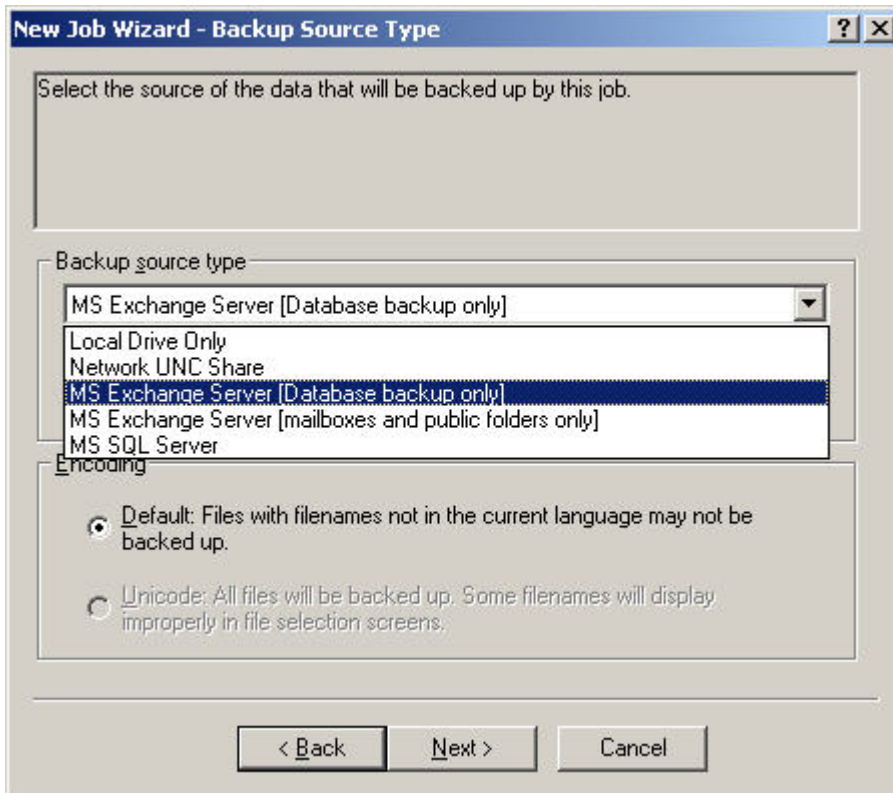 New Job Wizard - Backup Source Type
Select the source of the data that will be backed up by this job.
Backup source type
MS Exchange Server [Database backup only]
Local Drive Only
Network UNC Share
MS Exchange Server [Database backup only]
MS Exchange Server [mailboxes and public folders only]
MS SQL Server
Encoding
Default: Files with filenames not in the current language may not be
backed up.
Unicode: All files will be backed up. Some filenames will display
improperly in file selection screens.
< Back
Next >
Cancel